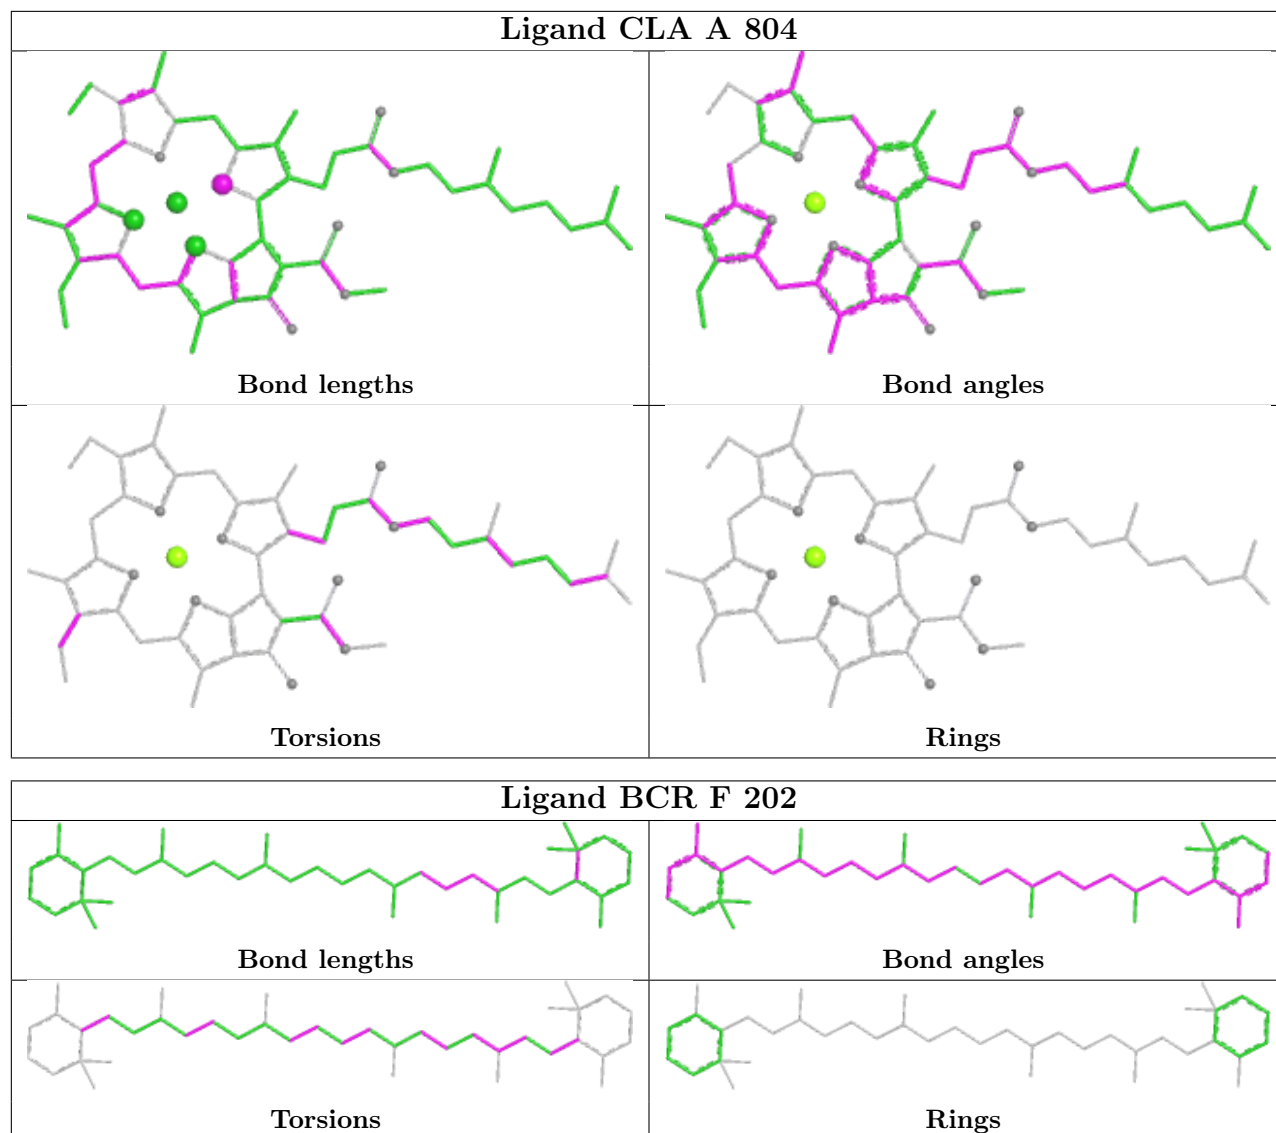 Ligand CLA A 804
Bond lengths
Bond angles
Torsions
Rings
Ligand BCR F 202
Bond lengths
Bond angles
Torsions
Rings